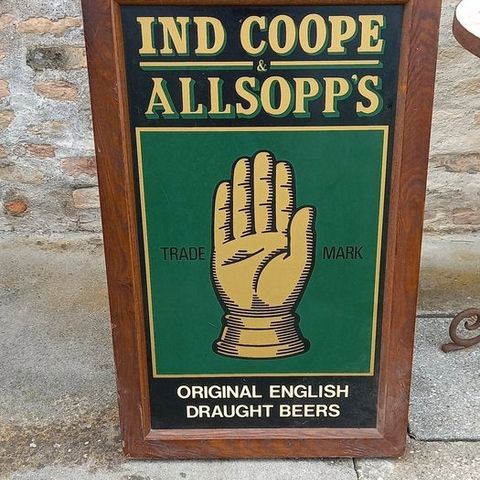 IND COOPE
&
ALLSOPP'S
TRADE MARK
ORIGINAL ENGLISH
DRAUGHT BEERS